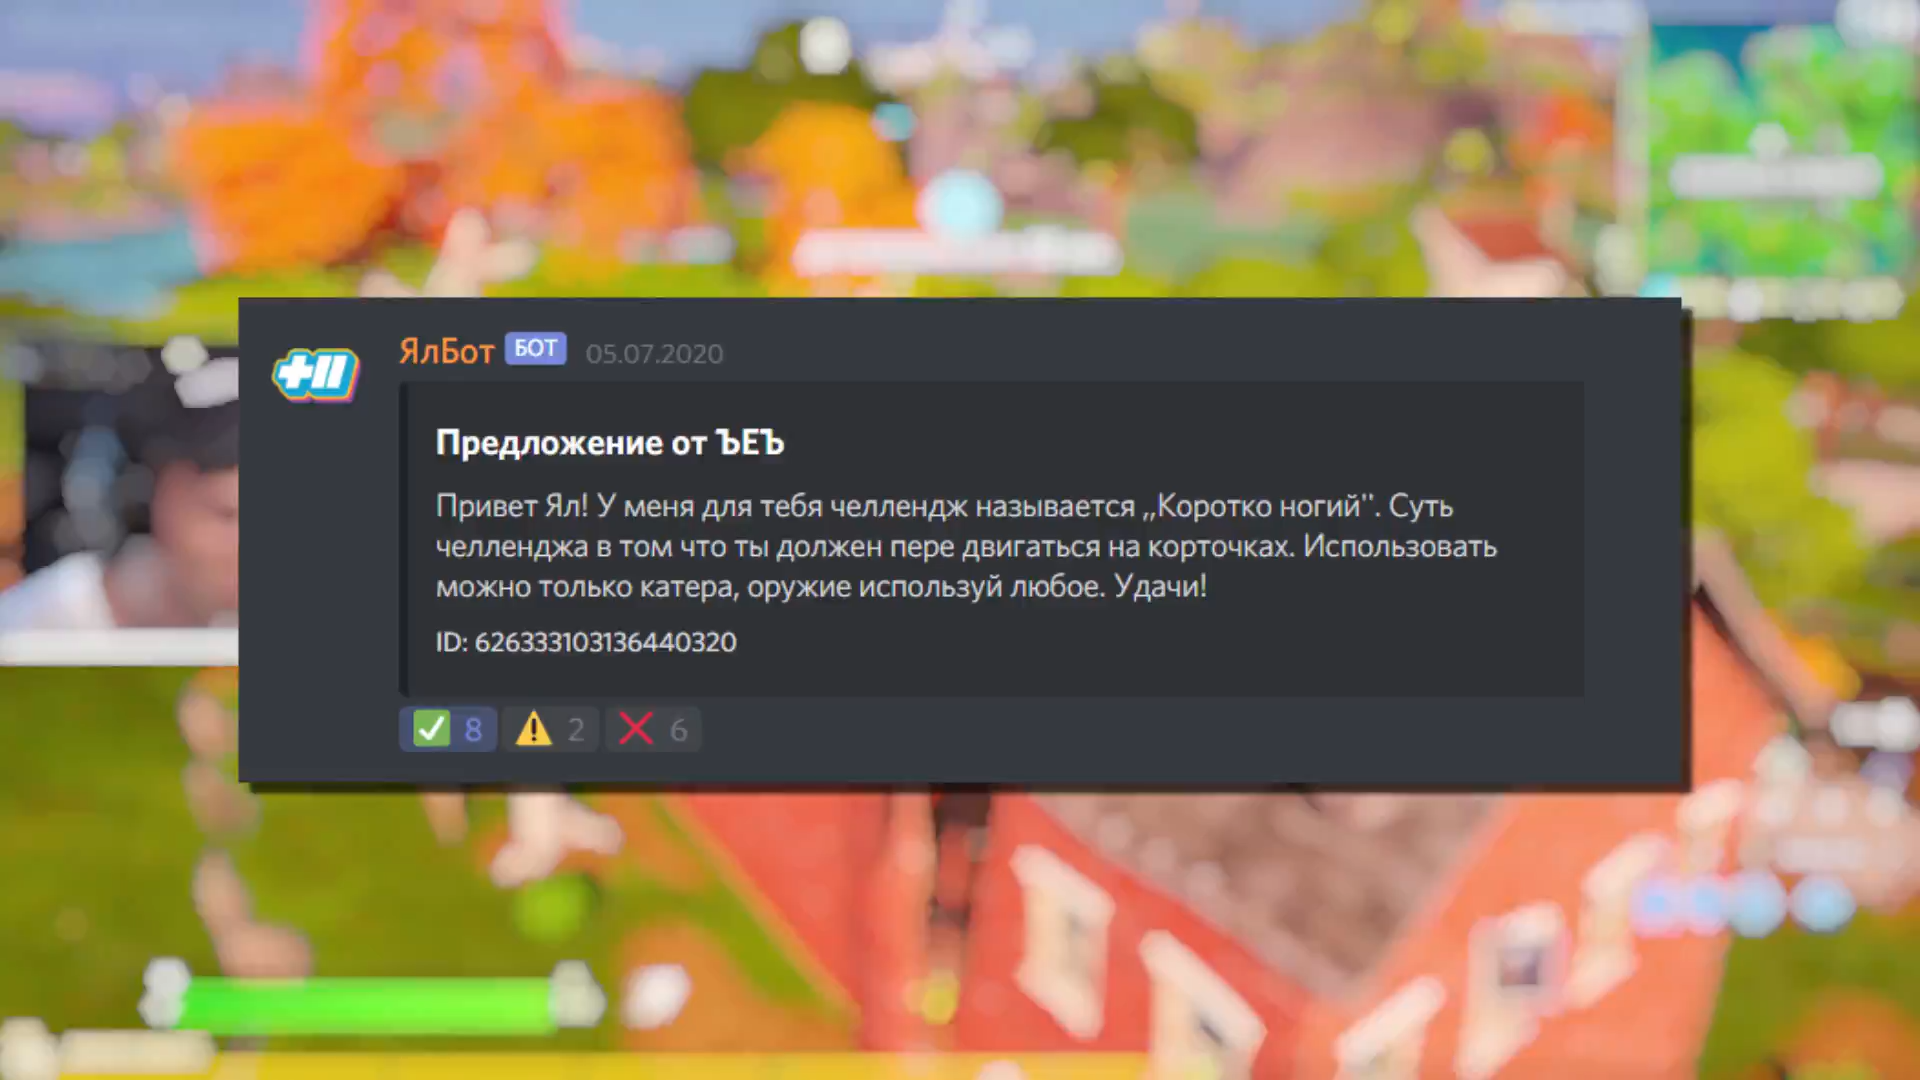 ЯлБот БОТ 05.07.2020
Предложение от ЪЕЪ
Привет Ял! У меня для тебя челлендж называется ,,Коротко ногий''. Суть
челленджа в том что ты должен пере двигаться на корточках. Использовать
можно только катера, оружие используй любое. Удачи!
ID: 626333103136440320
8 2 6